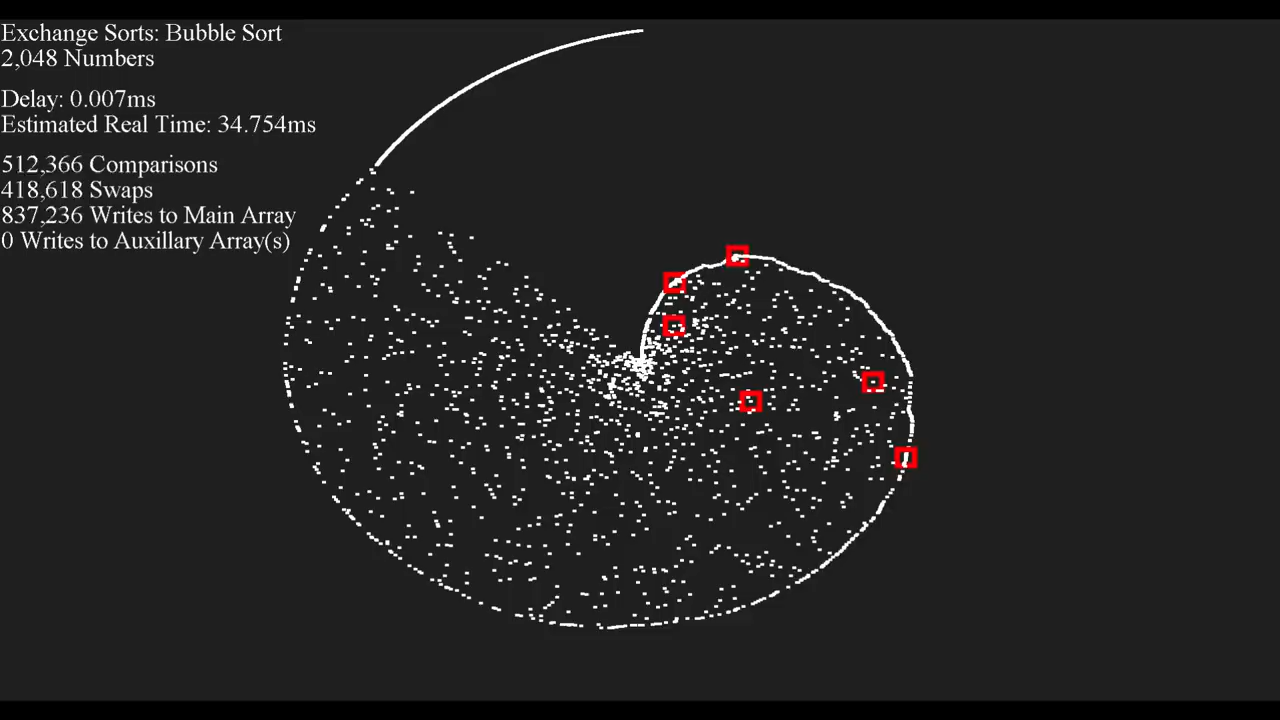 Exchange Sorts: Bubble Sort
2,048 Numbers
Delay: 0.007ms
Estimated Real Time: 34.754ms
512,366 Comparisons
418,618 Swaps
837,236 Writes to Main Array
0 Writes to Auxillary Array(s)